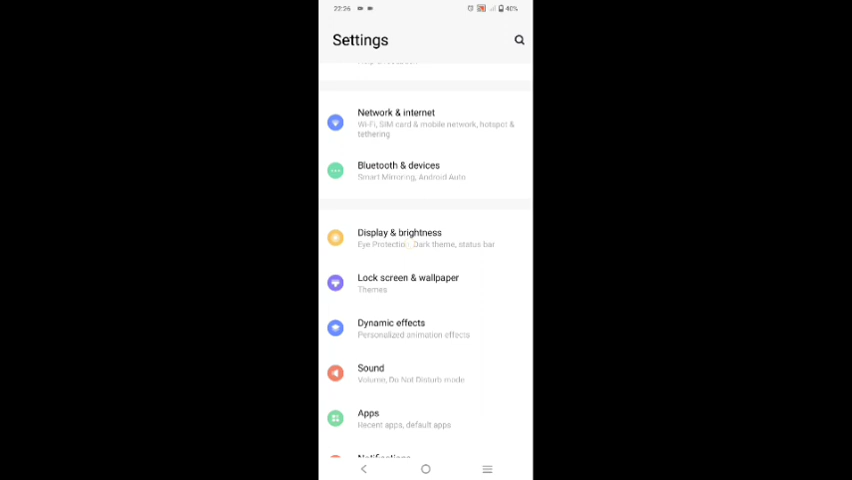 22:26
40%
Settings
Network & internet
Wi-Fi, SIM card & mobile network, hotspot &
tethering
Bluetooth & devices
Smart Mirroring, Android Auto
Display & brightness
Eye Protection, Dark theme, status bar
Lock screen & wallpaper
Themes
Dynamic effects
Personalized animation effects
Sound
Volume, Do Not Disturb mode
Apps
Recent apps, default apps
Notifications